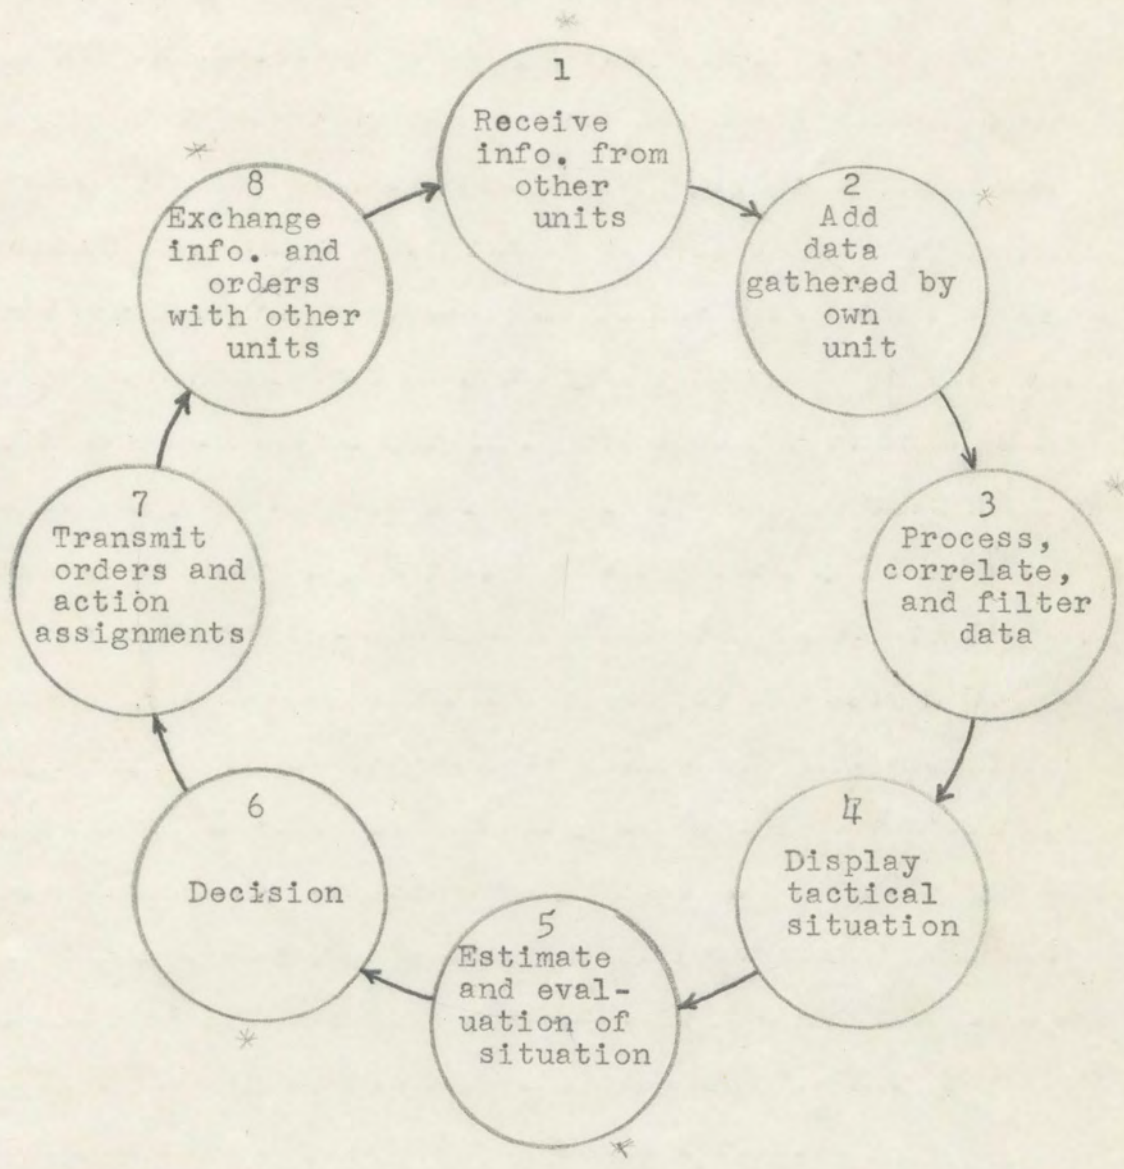 1
Receive
info. from
other
units
2
Add
data
gathered by
own
unit
3
Process,
correlate,
and filter
data
4
Display
tactical
situation
5
Estimate
and eval-
uation of
situation
6
Decision
7
Transmit
orders and
action
assignments
8
Exchange
info. and
orders
with other
units